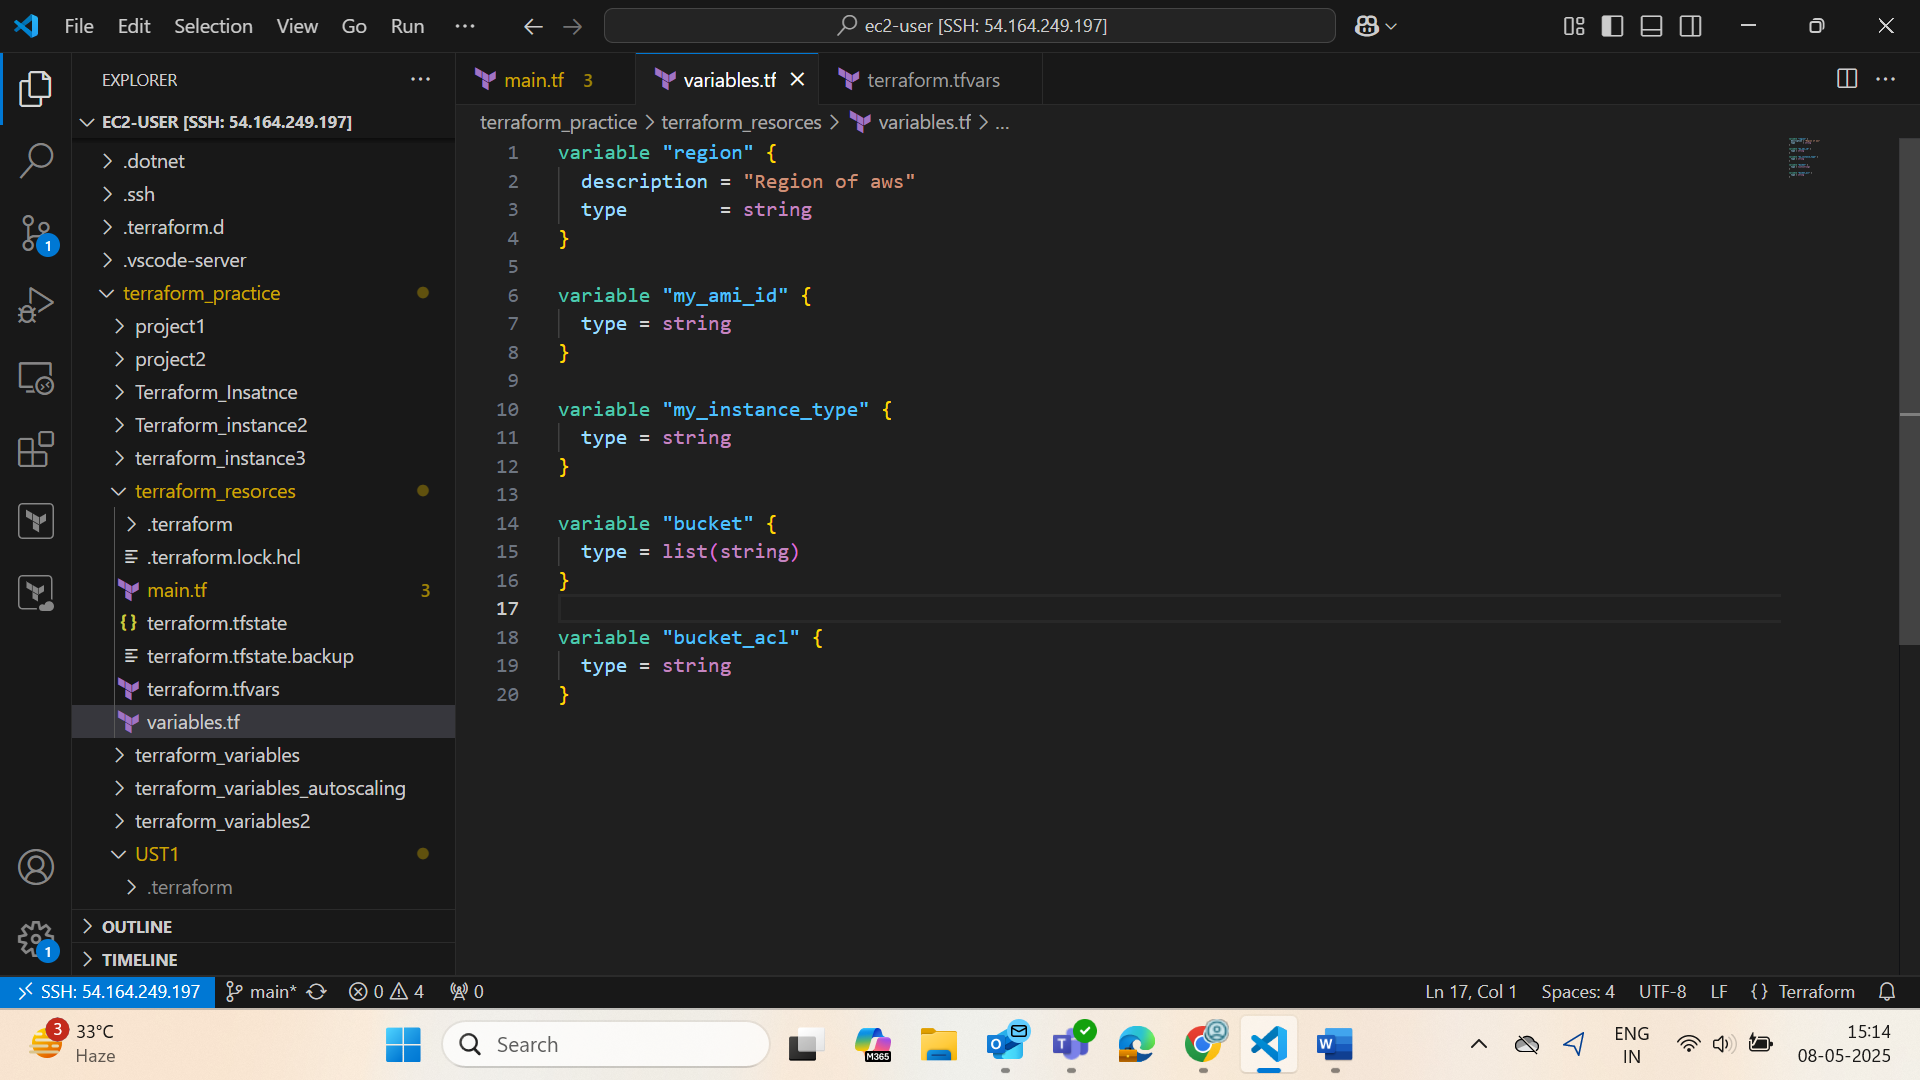 File Edit Selection View Go Run ... ec2-user [SSH: 54.164.249.197]
EXPLORER
EC2-USER [SSH: 54.164.249.197]
.dotnet
.ssh
.terraform.d
.vscode-server
terraform_practice
project1
project2
Terraform_Insatnce
Terraform_instance2
terraform_instance3
terraform_resorces
.terraform
.terraform.lock.hcl
main.tf 3
terraform.tfstate
terraform.tfstate.backup
terraform.tfvars
variables.tf
terraform_variables
terraform_variables_autoscaling
terraform_variables2
UST1
.terraform
OUTLINE
TIMELINE
1
1
main.tf 3 variables.tf terraform.tfvars
terraform_practice > terraform_resorces > variables.tf > ...
1 variable "region" {
2 description = "Region of aws"
3 type = string
4 }
5
6 variable "my_ami_id" {
7 type = string
8 }
9
10 variable "my_instance_type" {
11 type = string
12 }
13
14 variable "bucket" {
15 type = list(string)
16 }
17
18 variable "bucket_acl" {
19 type = string
20 }
SSH: 54.164.249.197 main* 0 4 0 Ln 17, Col 1 Spaces: 4 UTF-8 LF {} Terraform
3 33°C
Haze
Search
M365
ENG
IN
15:14
08-05-2025